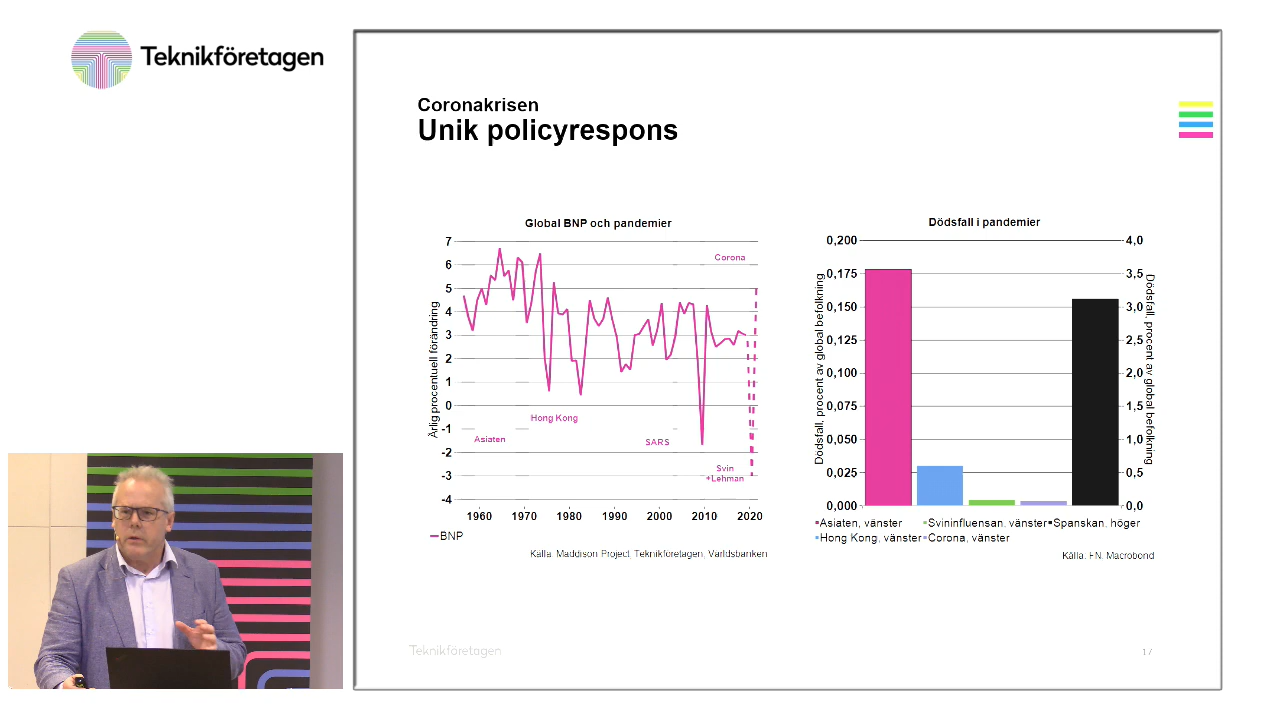 Teknikföretagen
Coronakrisen
Unik policyrespons
Global BNP och pandemier
Årlig procentuell förändring
7
6
5
4
3
2
1
0
-1
-2
-3
-4
Corona
Hong Kong
Asiaten
SARS
Svin
+Lehman
1960 1970 1980 1990 2000 2010 2020
BNP
Källa: Maddison Project, Teknikföretagen, Världsbanken
Dödsfall i pandemier
Dödsfall, procent av global befolkning
0,200
0,175
0,150
0,125
0,100
0,075
0,050
0,025
0,000
4,0
3,5
3,0
2,5
2,0
1,5
1,0
0,5
0,0
Dödsfall, procent av global befolkning
Asiaten, vänster Svininfluensan, vänster Spanskan, höger
Hong Kong, vänster Corona, vänster
Källa: FN, Macrobond
Teknikföretagen
17